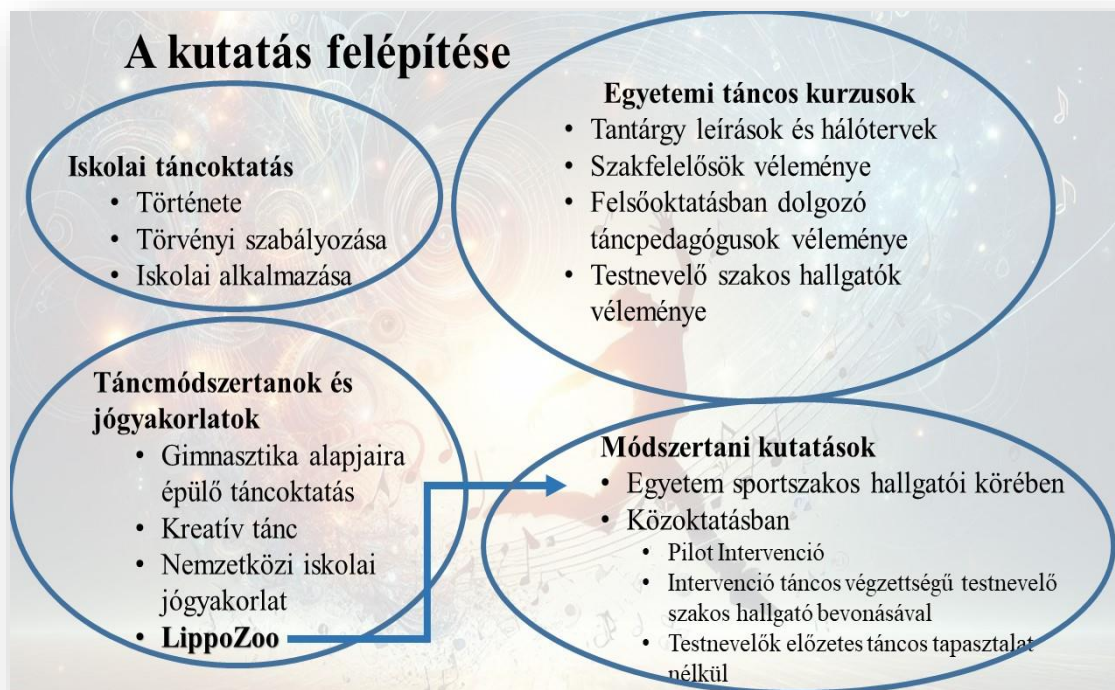 A kutatás felépítése
Iskolai táncoktatás
• Története
• Törvényi szabályozása
• Iskolai alkalmazása
Egyetemi táncos kurzusok
• Tantárgy leírások és hálótervek
• Szakfelelősök véleménye
• Felsőoktatásban dolgozó
táncpedagógusok véleménye
• Testnevelő szakos hallgatók
véleménye
Táncmódszertanok és
jógyakorlatok
• Gimnasztika alapjaira
épülő táncoktatás
• Kreatív tánc
• Nemzetközi iskolai
jógyakorlat
• LippoZoo
Módszertani kutatások
• Egyetem sportszakos hallgatói körében
• Közoktatásban
• Pilot Intervenció
• Intervenció táncos végzettségű testnevelő
szakos hallgató bevonásával
• Testnevelők előzetes táncos tapasztalat
nélkül